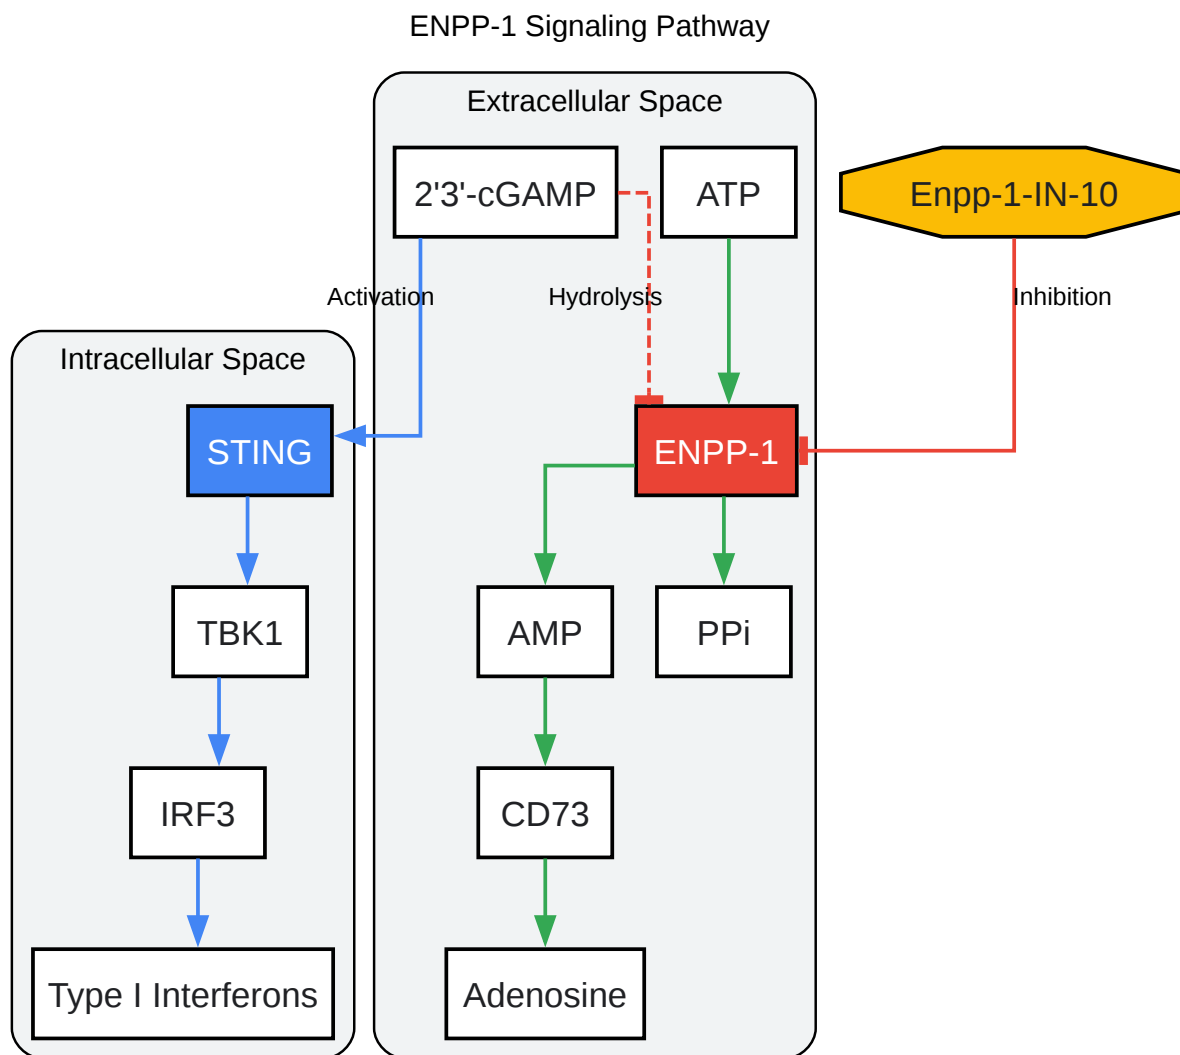 ENPP-1 Signaling Pathway
Extracellular Space
2'3'-cGAMP
ATP
Enpp-1-IN-10
Activation
Hydrolysis
Inhibition
Intracellular Space
STING
ENPP-1
TBK1
AMP
PPi
IRF3
CD73
Type I Interferons
Adenosine